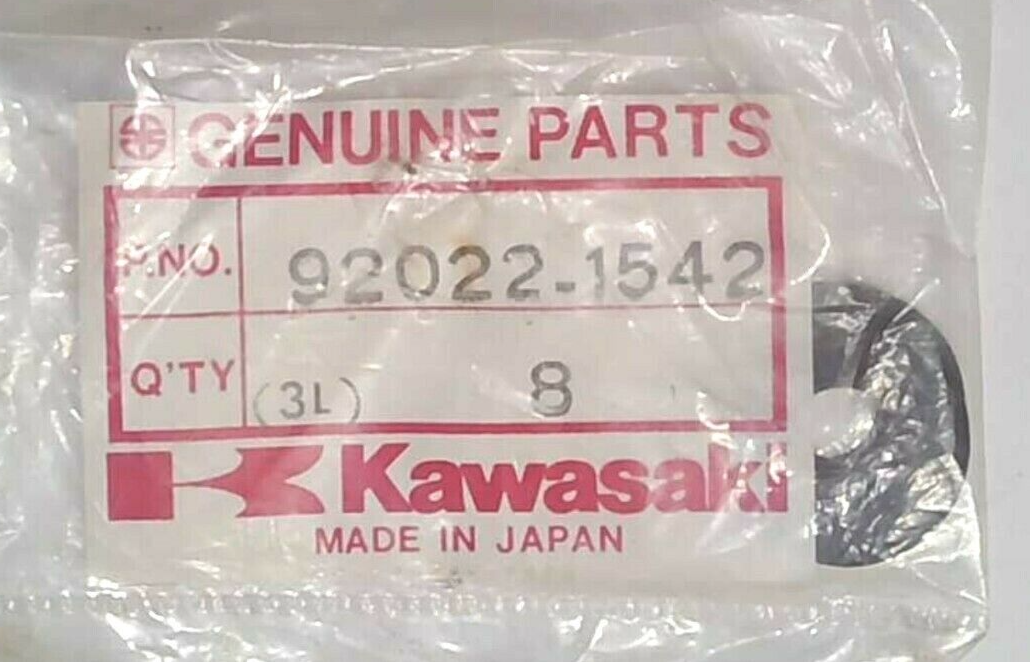 GENUINE PARTS
P.NO. 92022-1542
Q'TY (3L) 8
Kawasaki
MADE IN JAPAN